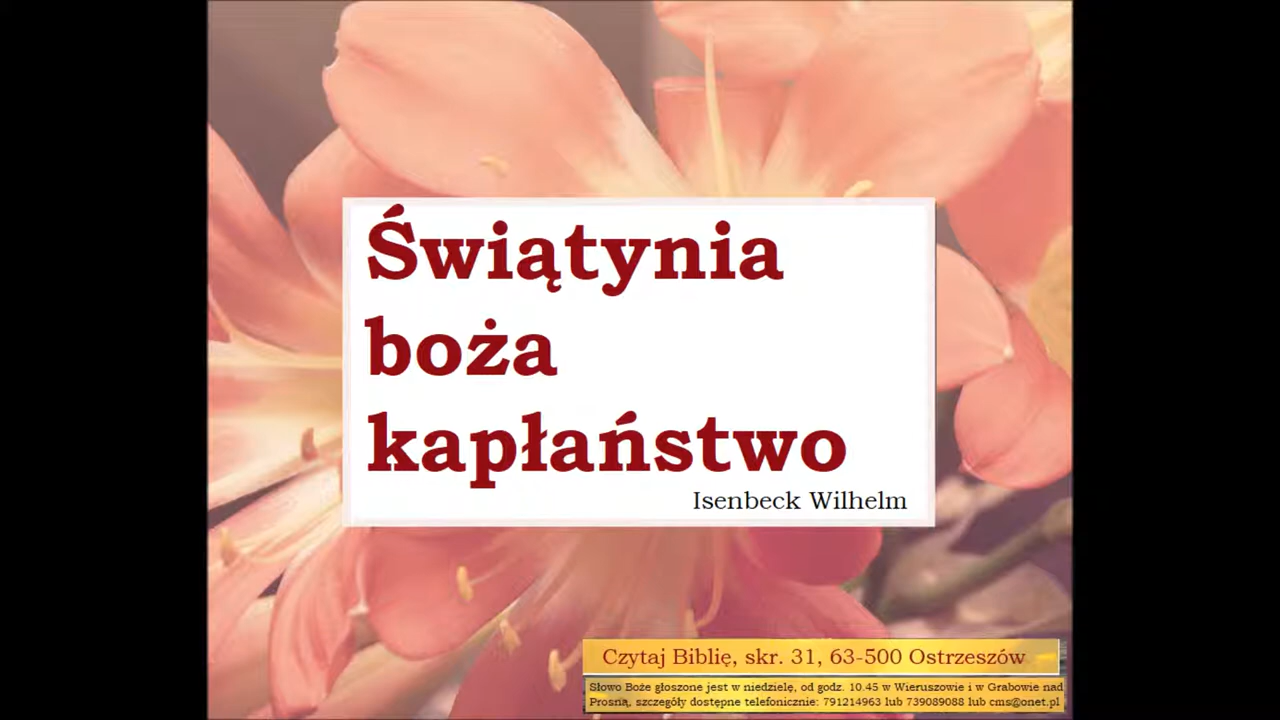 Świątynia
boża
kapłaństwo
Isenbeck Wilhelm
Czytaj Biblię, skr. 31, 63-500 Ostrzeszów
Słowo Boże głoszone jest w niedzielę, od godz. 10.45 w Wieruszowie i w Grabowie nad
Prosną, szczegóły dostępne telefonicznie: 791214963 lub 739089088 lub cms@onet.pl